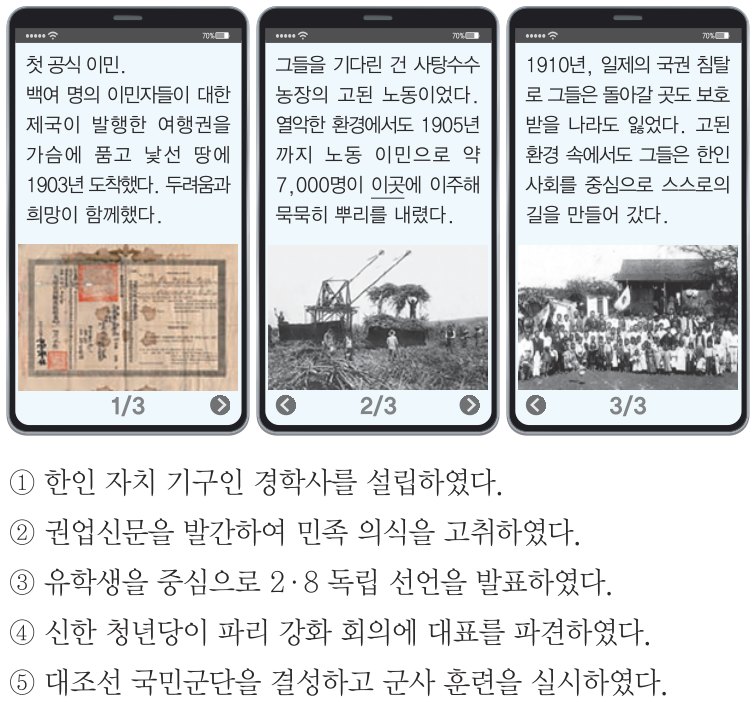 70%
첫 공식 이민.
백여 명의 이민자들이 대한
제국이 발행한 여행권을
가슴에 품고 낯선 땅에
1903년 도착했다. 두려움과
희망이 함께했다.
1/3
70%
그들을 기다린 건 사탕수수
농장의 고된 노동이었다.
열악한 환경에서도 1905년
까지 노동 이민으로 약
7,000명이 이곳에 이주해
묵묵히 뿌리를 내렸다.
2/3
70%
1910년, 일제의 국권 침탈
로 그들은 돌아갈 곳도 보호
받을 나라도 잃었다. 고된
환경 속에서도 그들은 한인
사회를 중심으로 스스로의
길을 만들어 갔다.
3/3
① 한인 자치 기구인 경학사를 설립하였다.
② 권업신문을 발간하여 민족 의식을 고취하였다.
③ 유학생을 중심으로 2·8 독립 선언을 발표하였다.
④ 신한 청년당이 파리 강화 회의에 대표를 파견하였다.
⑤ 대조선 국민군단을 결성하고 군사 훈련을 실시하였다.